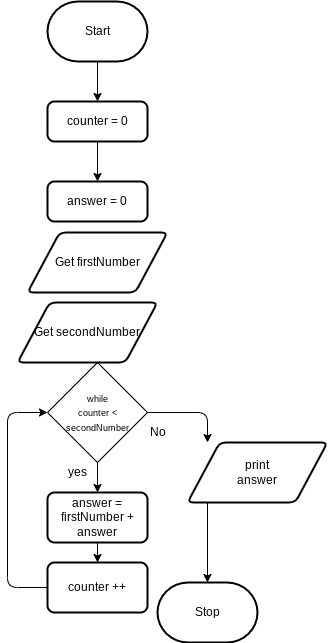 Start
counter = 0
answer = 0
Get firstNumber
Get secondNumber
while
counter <
secondNumber
No
yes
print
answer
answer =
firstNumber +
answer
counter ++
Stop